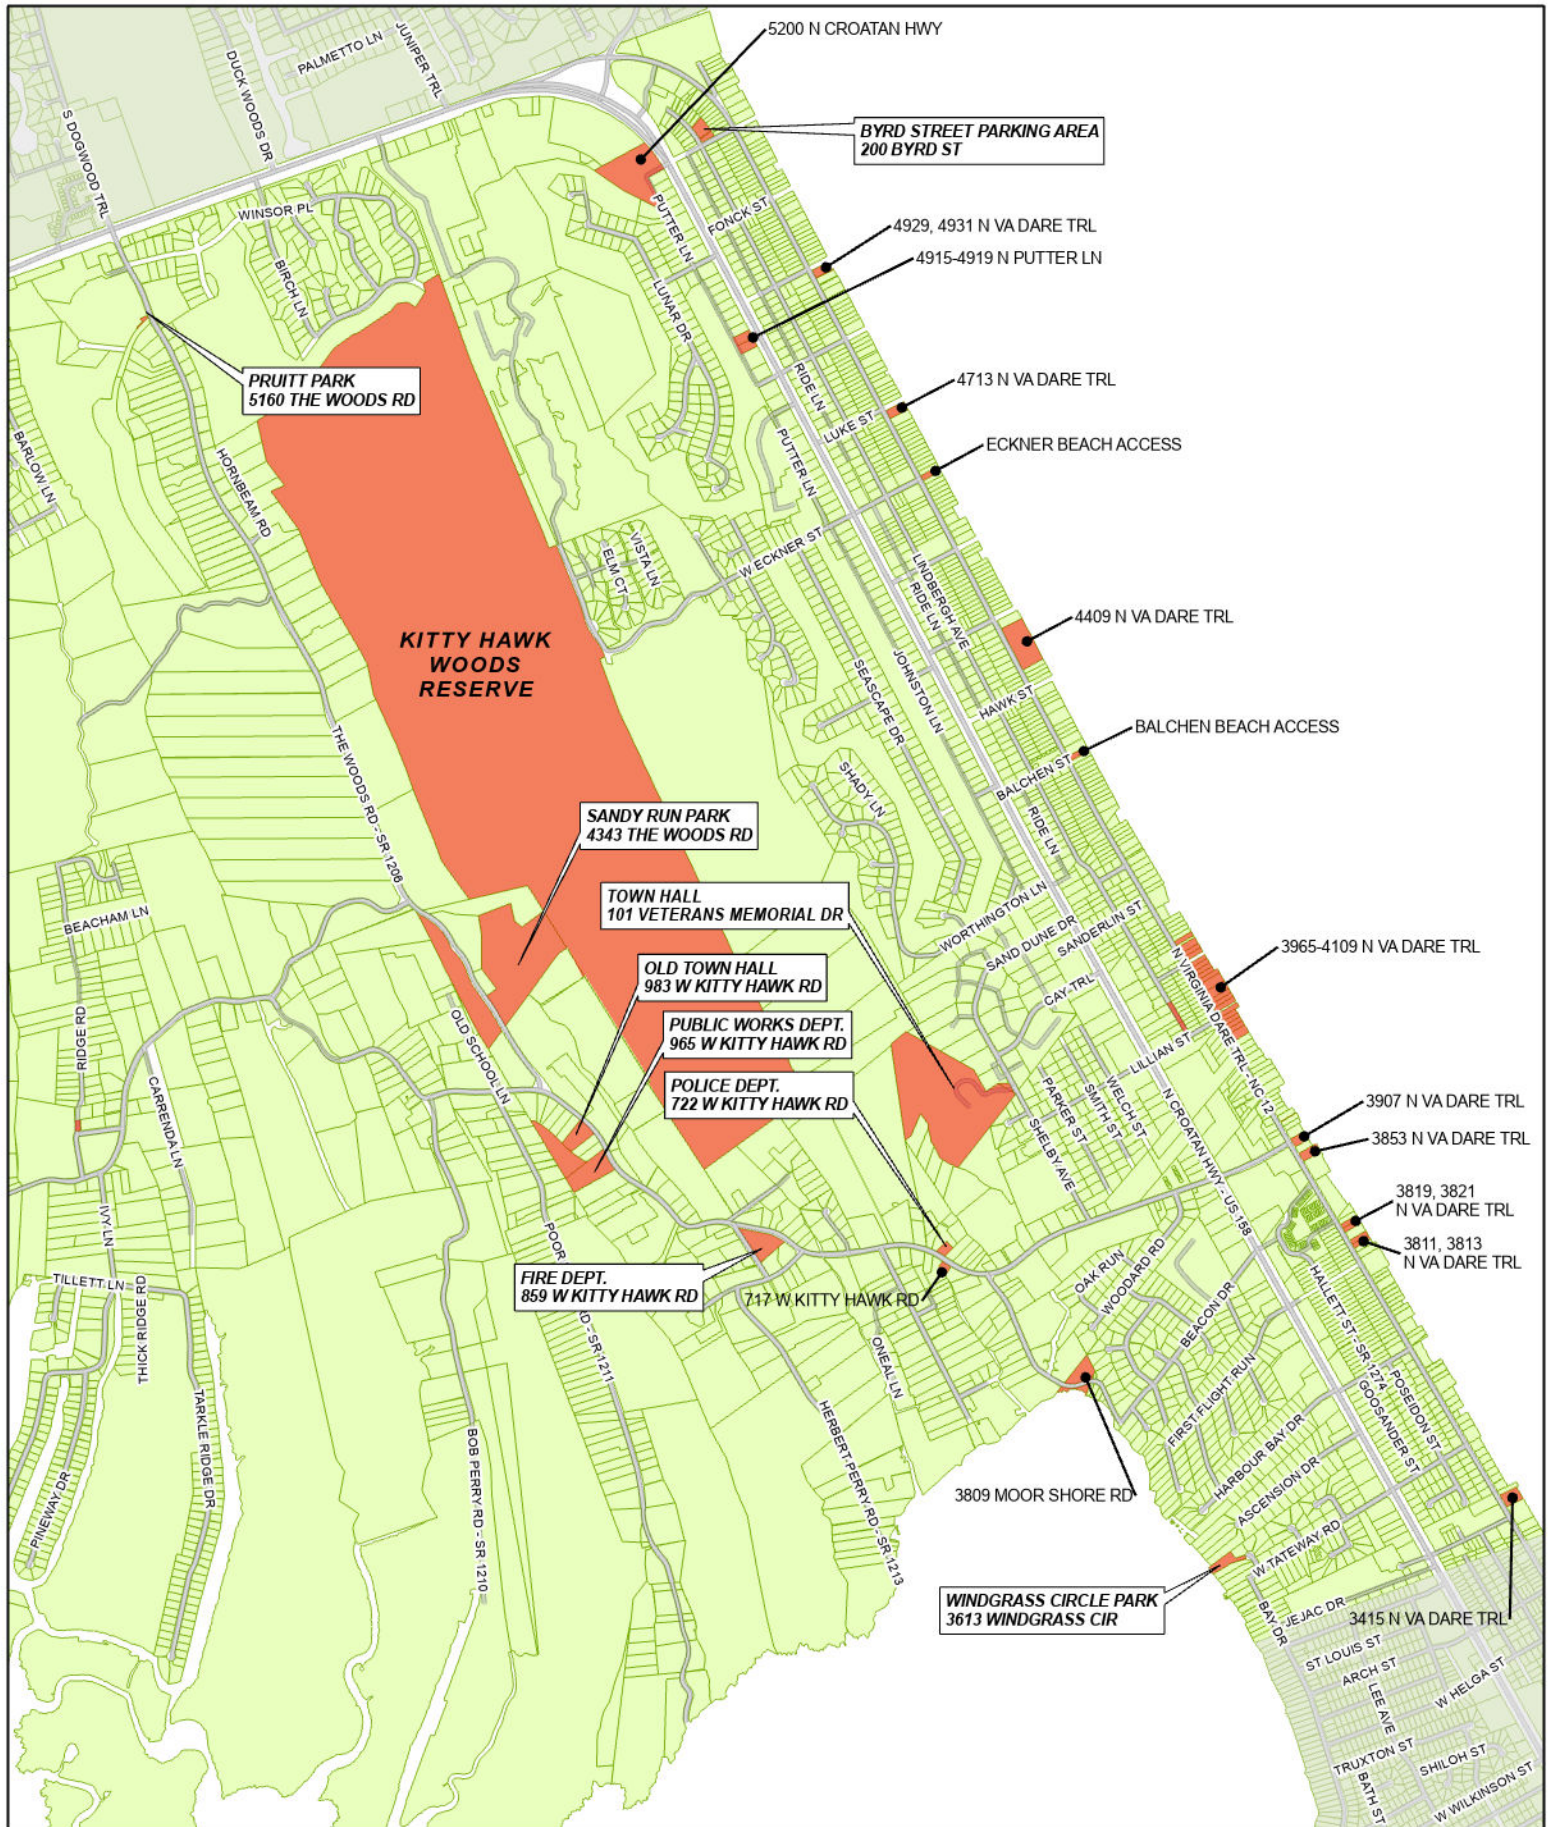 5200 N CROATAN HWY
JUNIPER TRL
PALMETTO LN
DUCK WOODS DR
S DOGWOOD TRL
BYRD STREET PARKING AREA
200 BYRD ST
WINSOR PL
PUTTER LN
FONCK ST
4929, 4931 N VA DARE TRL
4915-4919 N PUTTER LN
BIRCH LN
LUNAR DR
PRUITT PARK
5160 THE WOODS RD
RIDE LN
4713 N VA DARE TRL
LUKE ST
BARLOW LN
HORNBEAM RD
PUTTER LN
ECKNER BEACH ACCESS
W ECKNER ST
VISTA LN
ELM CT
LINDBERGH AVE
RIDE LN
4409 N VA DARE TRL
KITTY HAWK
WOODS
RESERVE
SEASCAPE DR
JOHNSTON LN
HAWK ST
BALCHEN BEACH ACCESS
BALCHEN ST
THE WOODS RD - SR 1206
SHADY LN
SANDY RUN PARK
4343 THE WOODS RD
RIDE LN
TOWN HALL
101 VETERANS MEMORIAL DR
BEACHAM LN
WORTHINGTON LN
SAND DUNE DR
SANDERLIN ST
3965-4109 N VA DARE TRL
N VIRGINIA DARE TRL - NC 12
OLD TOWN HALL
983 W KITTY HAWK RD
CAY TRL
PUBLIC WORKS DEPT.
965 W KITTY HAWK RD
RIDGE RD
OLD SCHOOL LN
LILLIAN ST
POLICE DEPT.
722 W KITTY HAWK RD
CARRENDA LN
PARKER ST
SMITH ST
WELCH ST
SHELBY AVE
N CROATAN HWY - US 158
3907 N VA DARE TRL
3853 N VA DARE TRL
3819, 3821
N VA DARE TRL
3811, 3813
N VA DARE TRL
IVY LN
POOR RD - SR 1211
FIRE DEPT.
859 W KITTY HAWK RD
717 W KITTY HAWK RD
OAK RUN
WOODARD RD
BEACON DR
TILLETT LN
THICK RIDGE RD
TARKLE RIDGE DR
ONEAL LN
HALLETT ST - SR 1274
POSEIDON ST
GOOSANDER ST
FIRST FLIGHT RUN
HARBOUR BAY DR
ASCENSION DR
BOB PERRY RD - SR 1210
HERBERT PERRY RD - SR 1213
PINEWAY DR
3809 MOOR SHORE RD
W TATEWAY RD
WINDGRASS CIRCLE PARK
3613 WINDGRASS CIR
BAY DR
JEJAC DR
3415 N VA DARE TRL
ST LOUIS ST
ARCH ST
LEE AVE
W HELGA ST
TRUXTON ST
SHILOH ST
BATH ST
W WILKINSON ST